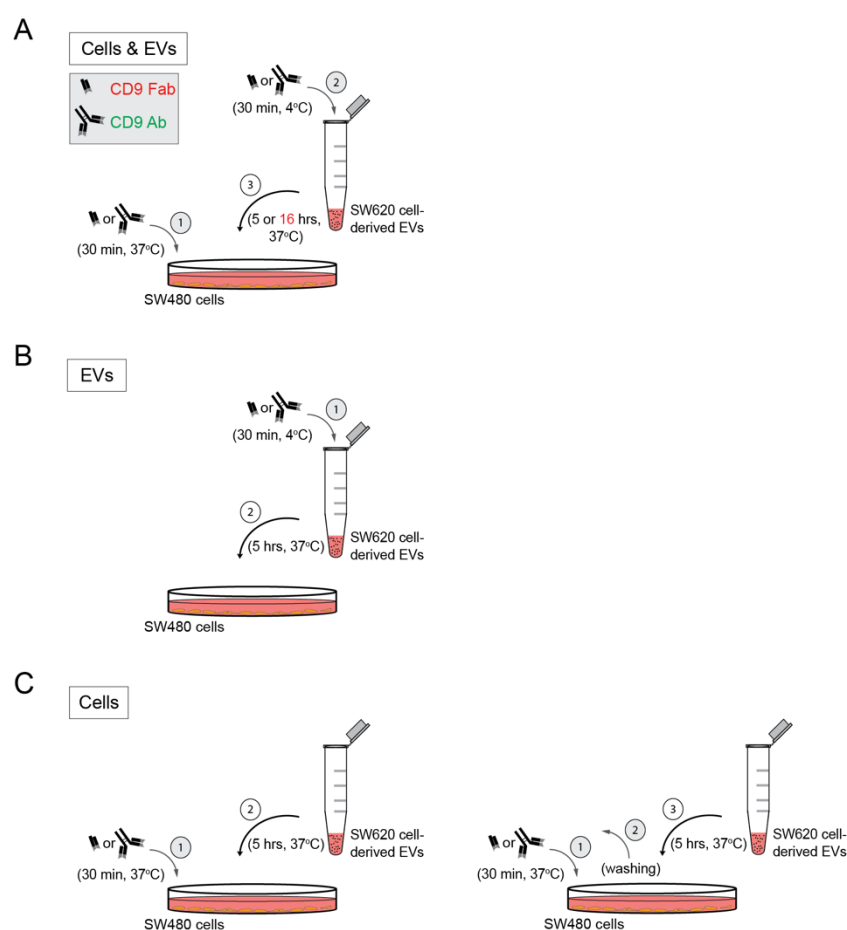 A
Cells & EVs
CD9 Fab
CD9 Ab
or
2
(30 min, 4°C)
3
(5 or 16 hrs,
37°C)
SW620 cell-
derived EVs
or
1
(30 min, 37°C)
SW480 cells
B
EVs
or
1
(30 min, 4°C)
2
(5 hrs, 37°C)
SW620 cell-
derived EVs
SW480 cells
C
Cells
2
(5 hrs, 37°C)
SW620 cell-
derived EVs
or
1
(30 min, 37°C)
SW480 cells
3
(5 hrs, 37°C)
SW620 cell-
derived EVs
or
1
2
(30 min, 37°C)
(washing)
SW480 cells